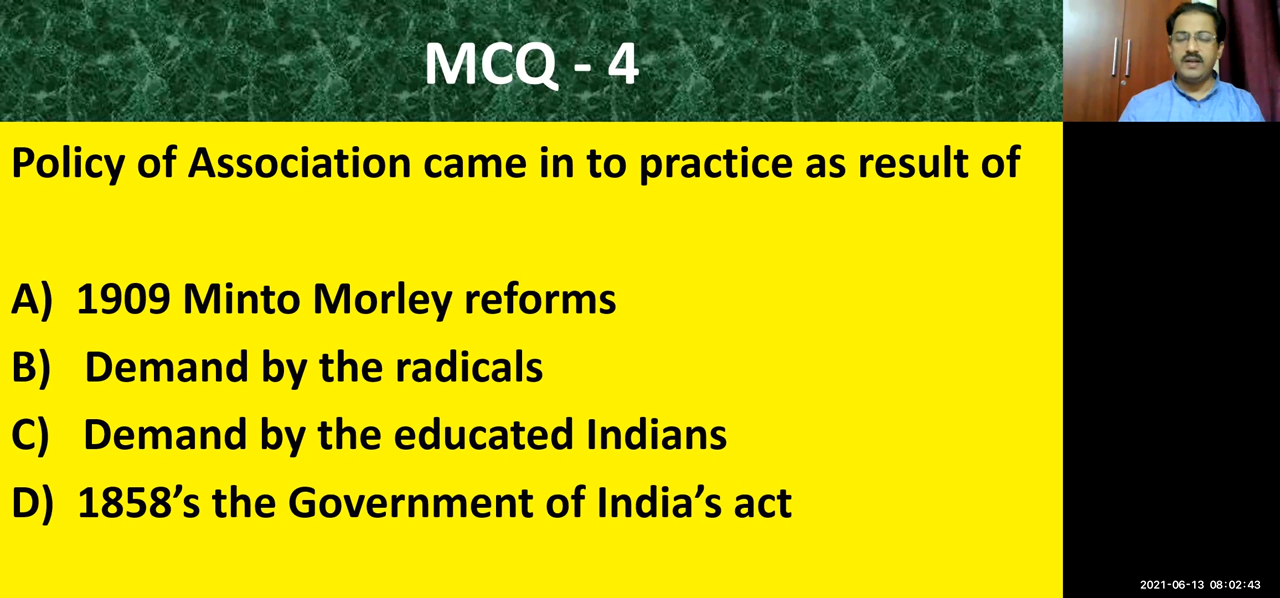 MCQ - 4
Policy of Association came in to practice as result of
A) 1909 Minto Morley reforms
B) Demand by the radicals
C) Demand by the educated Indians
D) 1858’s the Government of India’s act
2021-06-13 08:02:43